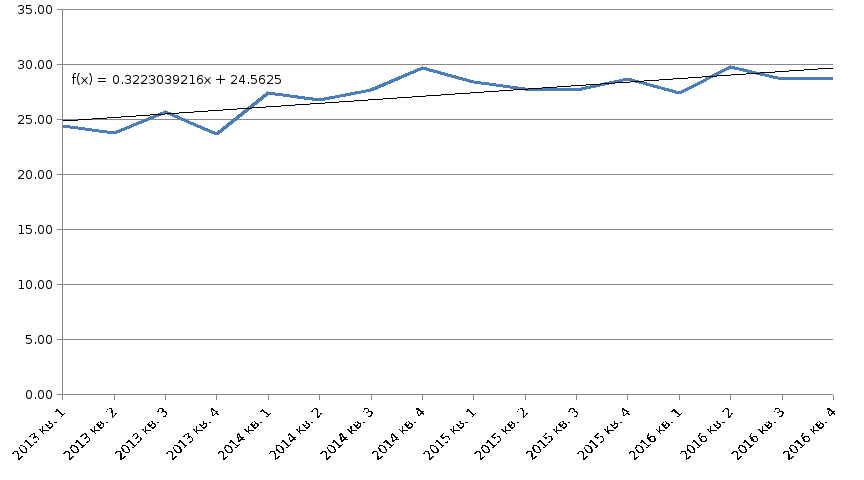 35.00
30.00
f(x) = 0.3223039216x + 24.5625
25.00
20.00
15.00
10.00
5.00
0.00
2013 кв. 1
2013 кв. 2
2013 кв. 3
2013 кв. 4
2014 кв. 1
2014 кв. 2
2014 кв. 3
2014 кв. 4
2015 кв. 1
2015 кв. 2
2015 кв. 3
2015 кв. 4
2016 кв. 1
2016 кв. 2
2016 кв. 3
2016 кв. 4